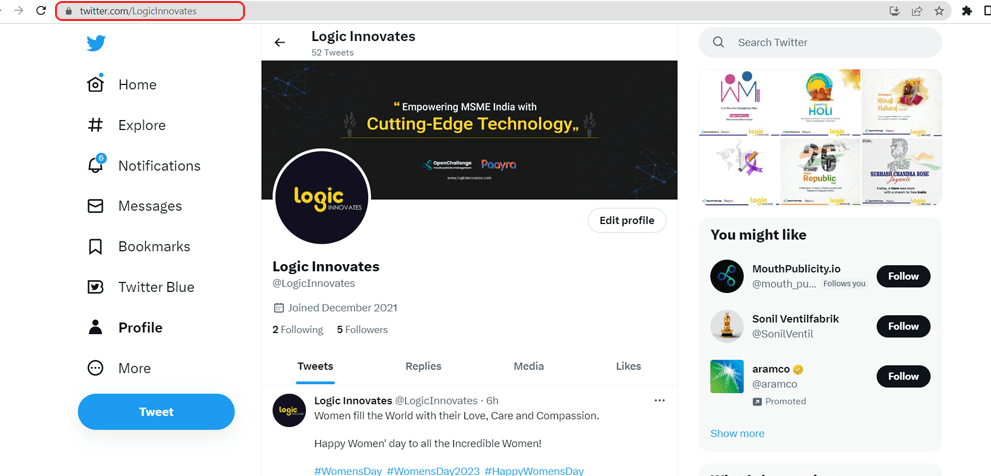 twitter.com/LogicInnovates
Home
Explore
6
Notifications
Messages
Bookmarks
Twitter Blue
Profile
More
Tweet
Logic Innovates
52 Tweets
“ Empowering MSME India with
Cutting-Edge Technology„
OpenChallenge
Paayra
www.logicinnovates.com
logic
INNOVATES
Edit profile
Logic Innovates
@LogicInnovates
Joined December 2021
2 Following 5 Followers
Tweets Replies Media Likes
Logic Innovates @LogicInnovates · 6h
Women fill the World with their Love, Care and Compassion.
Happy Women' day to all the Incredible Women!
#WomensDay #WomensDay2023 #HappyWomensDay
logic
Search Twitter
HOLI
Republic
SUBHASH CHANDRA BOSE
You might like
MouthPublicity.io
@mouth_pu... Follows you
Follow
Sonil Ventilfabrik
@SonilVentil
Follow
aramco
@aramco
Follow
Promoted
Show more